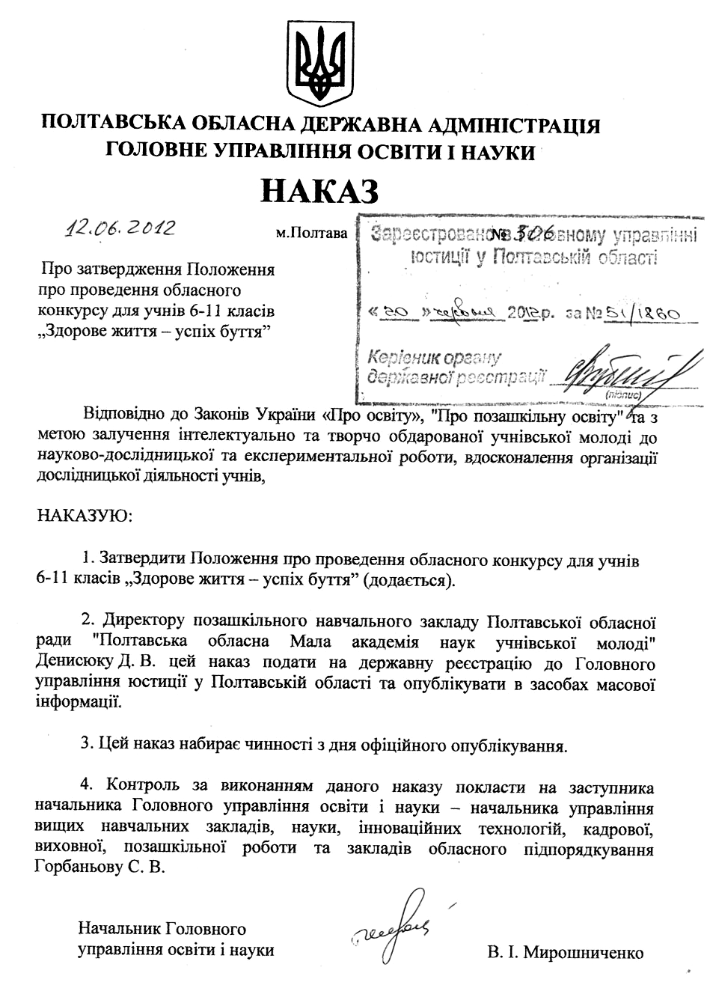 ПОЛТАВСЬКА ОБЛАСНА ДЕРЖАВНА АДМІНІСТРАЦІЯ
ГОЛОВНЕ УПРАВЛІННЯ ОСВІТИ І НАУКИ
НАКАЗ
12.06.2012 м.Полтава № 506
Зареєстровано в Головному управлінні
юстиції у Полтавській області
«20» червня 2012р. за № 51/1260
Керівник органу
державної реєстрації
(підпис)
Про затвердження Положення
про проведення обласного
конкурсу для учнів 6-11 класів
„Здорове життя – успіх буття”
Відповідно до Законів України «Про освіту», "Про позашкільну освіту" та з
метою залучення інтелектуально та творчо обдарованої учнівської молоді до
науково-дослідницької та експериментальної роботи, вдосконалення організації
дослідницької діяльності учнів,
НАКАЗУЮ:
1. Затвердити Положення про проведення обласного конкурсу для учнів
6-11 класів „Здорове життя – успіх буття” (додається).
2. Директору позашкільного навчального закладу Полтавської обласної
ради "Полтавська обласна Мала академія наук учнівської молоді"
Денисюку Д. В. цей наказ подати на державну реєстрацію до Головного
управління юстиції у Полтавській області та опублікувати в засобах масової
інформації.
3. Цей наказ набирає чинності з дня офіційного опублікування.
4. Контроль за виконанням даного наказу покласти на заступника
начальника Головного управління освіти і науки – начальника управління
вищих навчальних закладів, науки, інноваційних технологій, кадрової,
виховної, позашкільної роботи та закладів обласного підпорядкування
Горбаньову С. В.
Начальник Головного
управління освіти і науки В. І. Мирошниченко